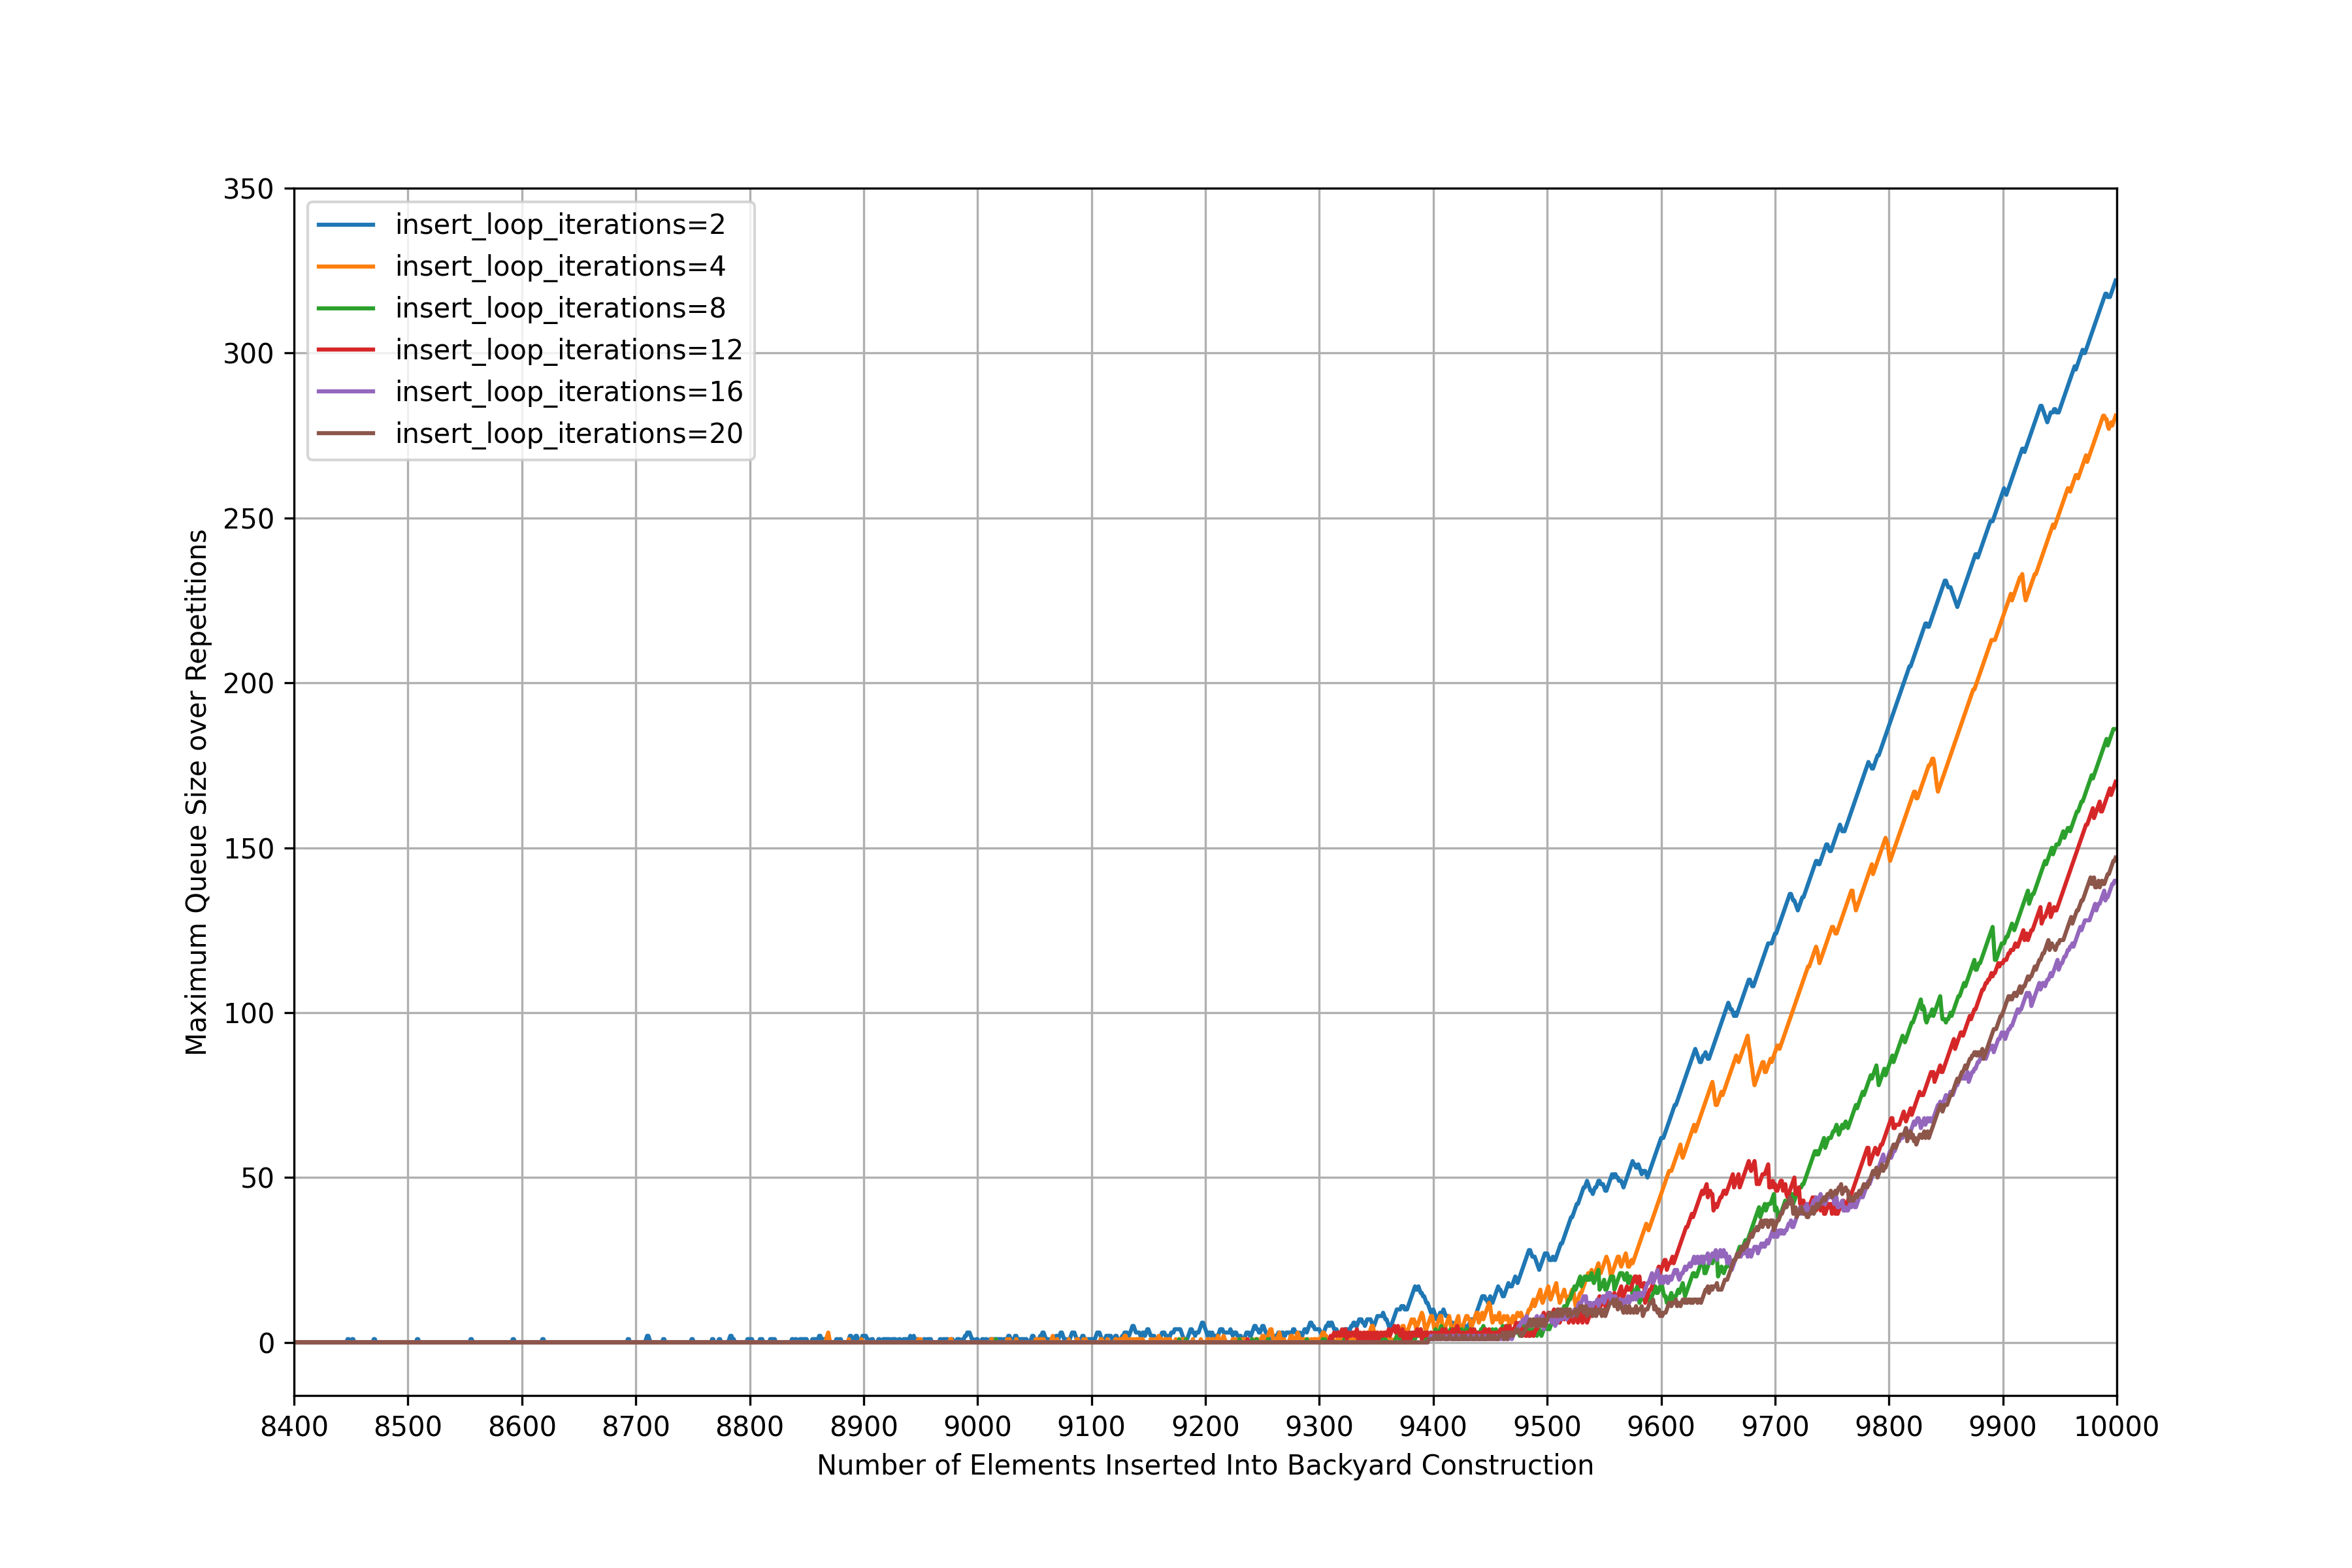 350
300
250
200
150
100
50
0
Maximum Queue Size over Repetitions
insert_loop_iterations=2
insert_loop_iterations=4
insert_loop_iterations=8
insert_loop_iterations=12
insert_loop_iterations=16
insert_loop_iterations=20
8400 8500 8600 8700 8800 8900 9000 9100 9200 9300 9400 9500 9600 9700 9800 9900 10000
Number of Elements Inserted Into Backyard Construction